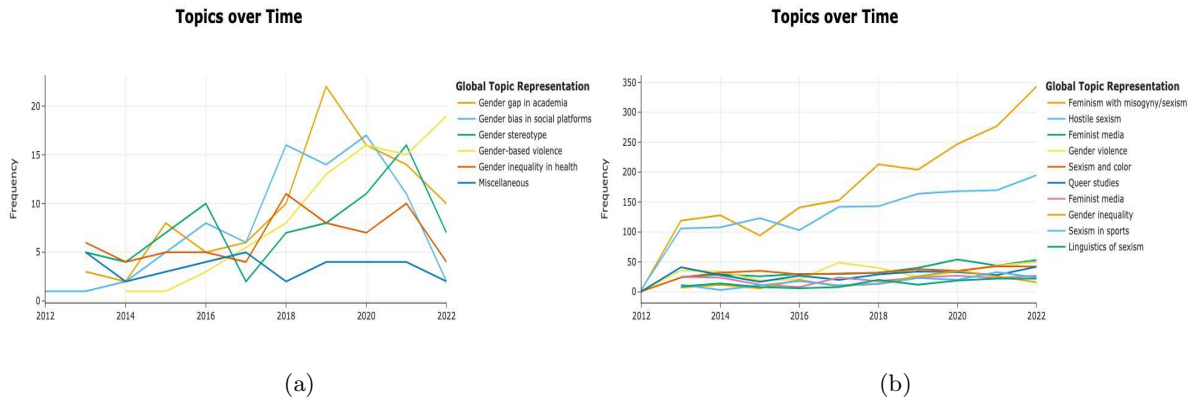 Topics over Time
Global Topic Representation
Gender gap in academia
Gender bias in social platforms
Gender stereotype
Gender-based violence
Gender inequality in health
Miscellaneous
Frequency
20
15
10
5
0
2012 2014 2016 2018 2020 2022
(a)
Topics over Time
Global Topic Representation
Feminism with misogyny/sexism
Hostile sexism
Feminist media
Gender violence
Sexism and color
Queer studies
Feminist media
Gender inequality
Sexism in sports
Linguistics of sexism
Frequency
350
300
250
200
150
100
50
0
2012 2014 2016 2018 2020 2022
(b)